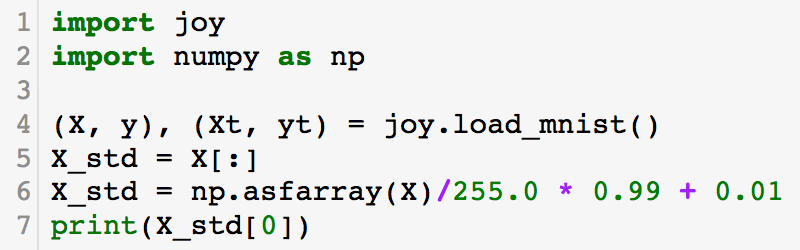 1 import joy
2 import numpy as np
3
4 (X, y), (Xt, yt) = joy.load_mnist()
5 X_std = X[:]
6 X_std = np.asfarray(X)/255.0 * 0.99 + 0.01
7 print(X_std[0])